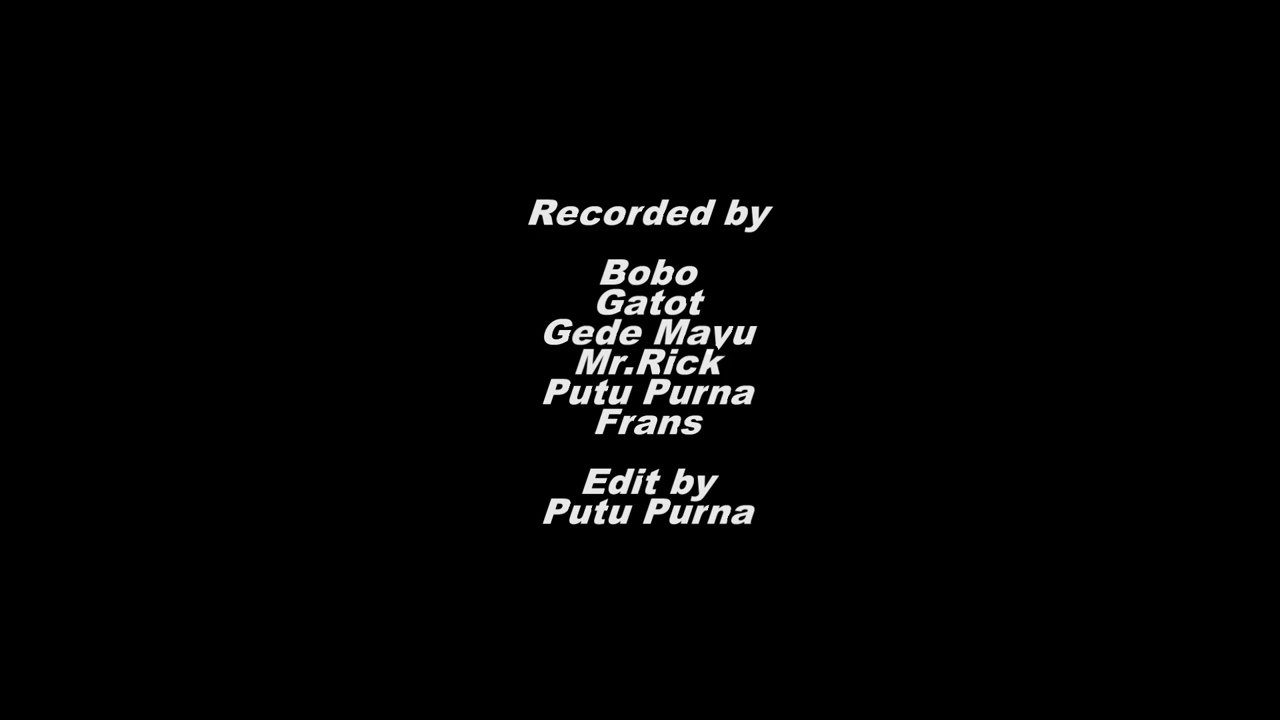 Recorded by
Bobo
Gatot
Gede Mayu
Mr.Rick
Putu Purna
Frans
Edit by
Putu Purna